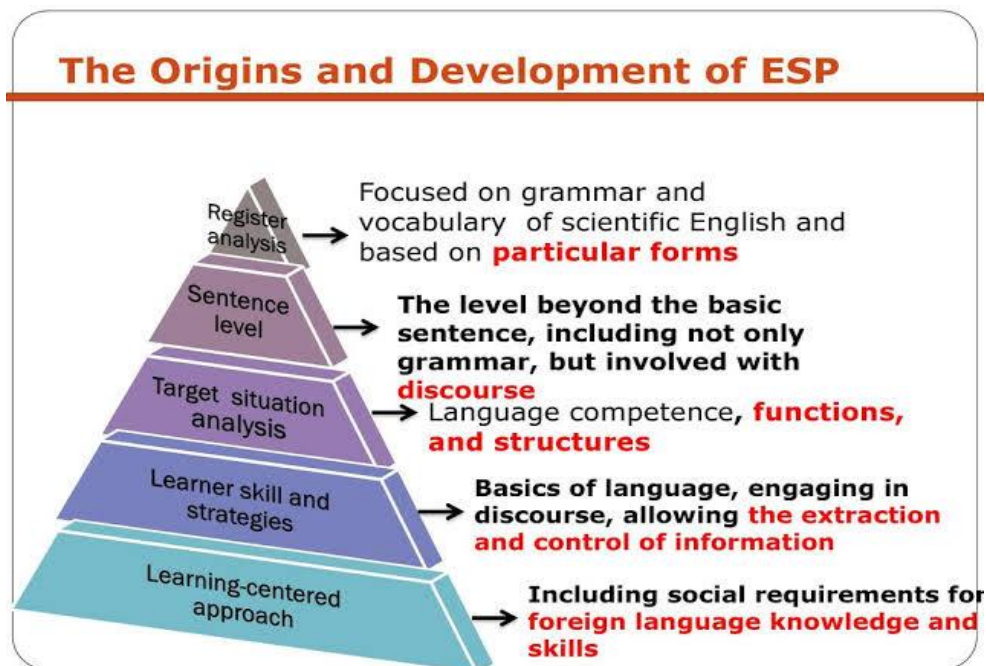 The Origins and Development of ESP
Register
analysis
Focused on grammar and
vocabulary of scientific English and
based on particular forms
Sentence
level
The level beyond the basic
sentence, including not only
grammar, but involved with
discourse
Target situation
analysis
Language competence, functions,
and structures
Learner skill and
strategies
Basics of language, engaging in
discourse, allowing the extraction
and control of information
Learning-centered
approach
Including social requirements for
foreign language knowledge and
skills